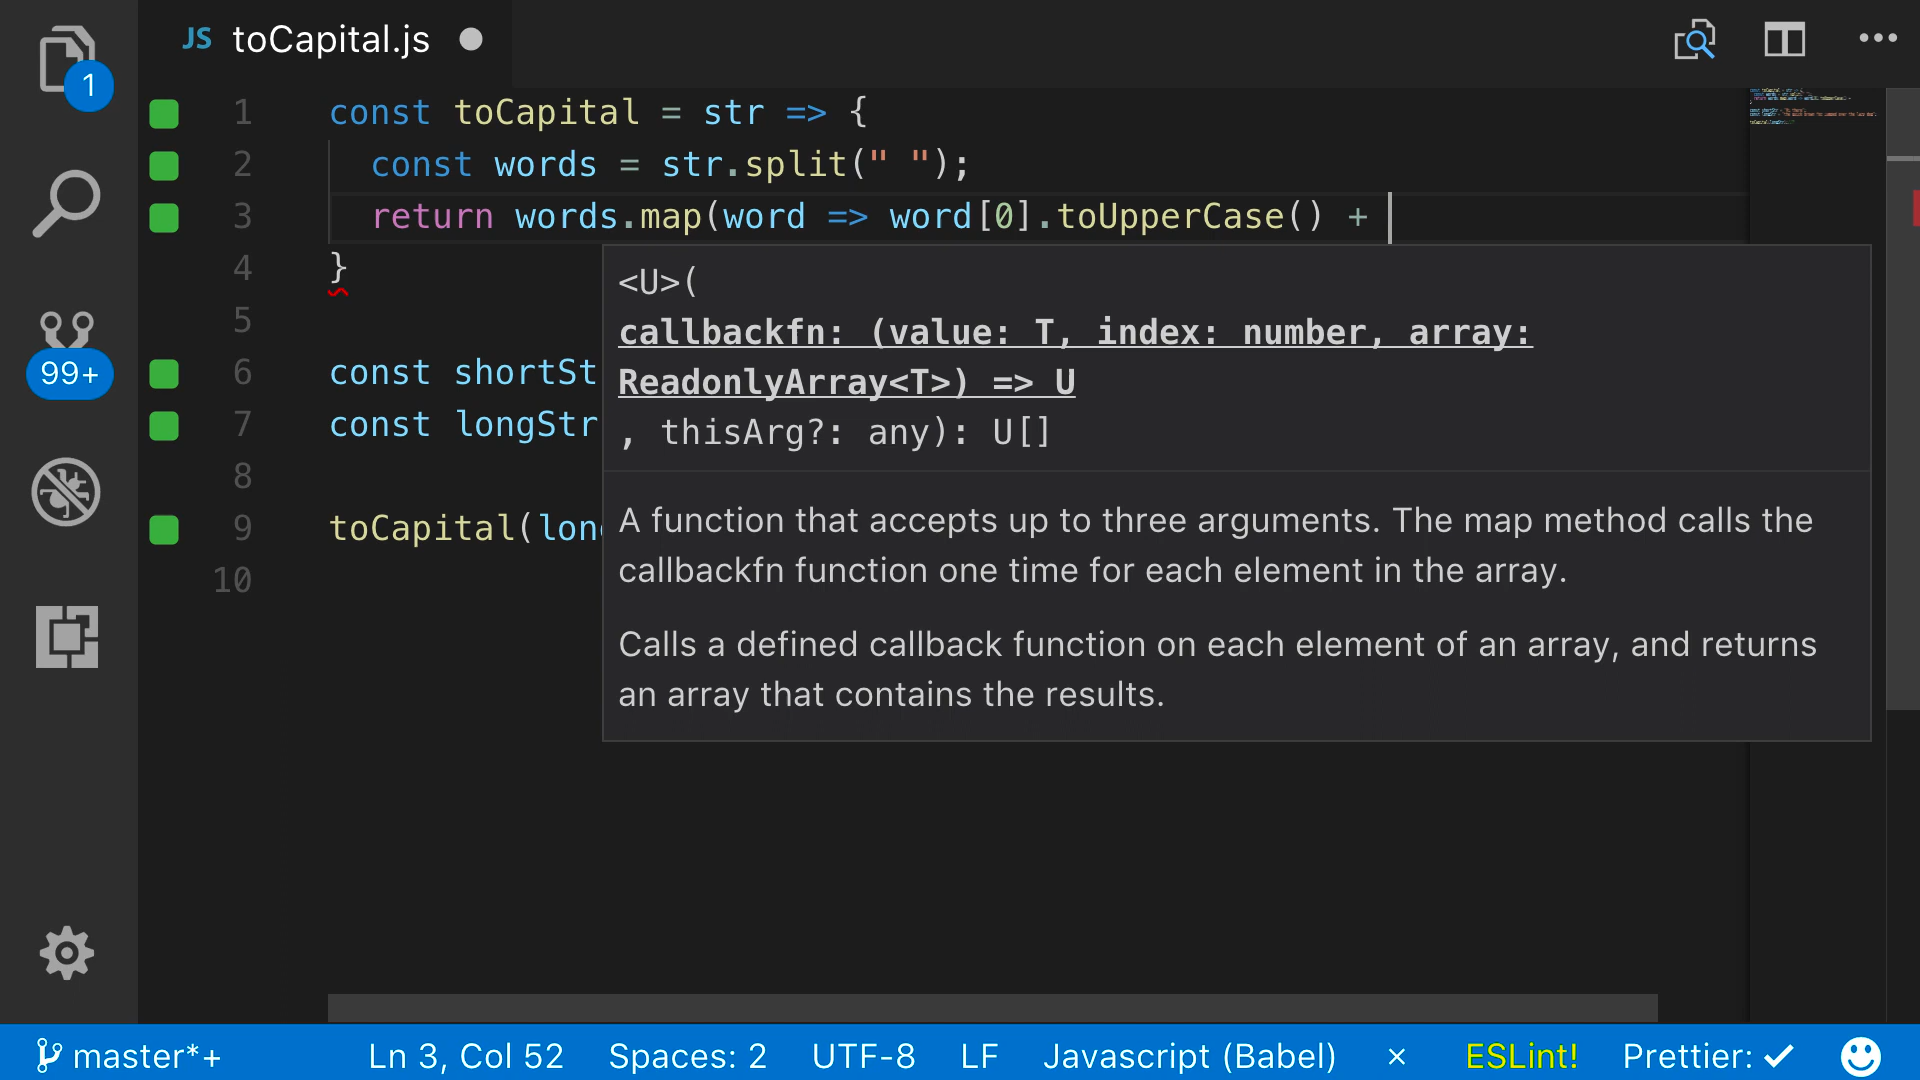 JS toCapital.js
1
1 const toCapital = str => {
2 const words = str.split(" ");
3 return words.map(word => word[0].toUpperCase() +
4 }
5
6 const shortSt
7 const longStr
8
9 toCapital(lon
10
99+
<U>(
callbackfn: (value: T, index: number, array:
ReadonlyArray<T>) => U
, thisArg?: any): U[]
A function that accepts up to three arguments. The map method calls the
callbackfn function one time for each element in the array.
Calls a defined callback function on each element of an array, and returns
an array that contains the results.
master*+ Ln 3, Col 52 Spaces: 2 UTF-8 LF Javascript (Babel) × ESLint! Prettier: ✓